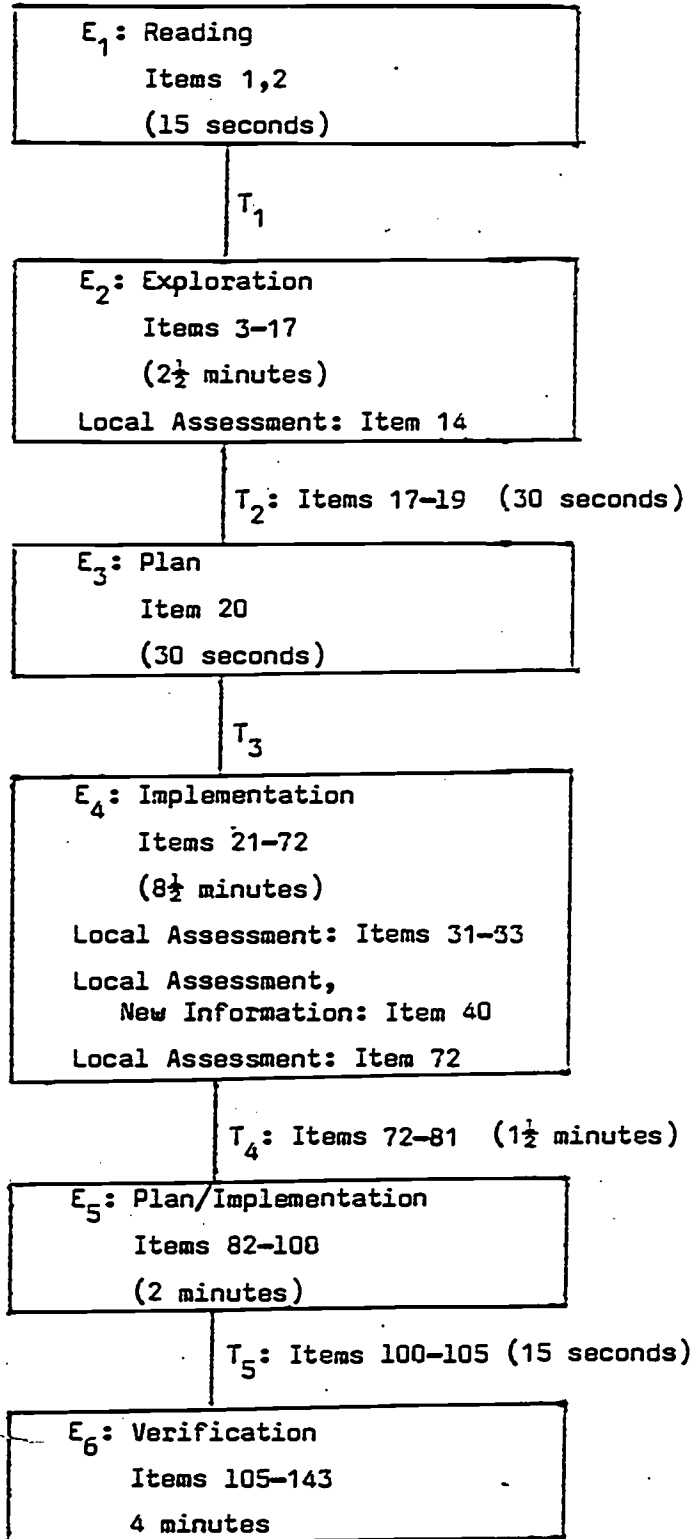 E₁: Reading
Items 1,2
(15 seconds)
T₁
E₂: Exploration
Items 3-17
(2½ minutes)
Local Assessment: Item 14
T₂: Items 17-19 (30 seconds)
E₃: Plan
Item 20
(30 seconds)
T₃
E₄: Implementation
Items 21-72
(8½ minutes)
Local Assessment: Items 31-33
Local Assessment,
New Information: Item 40
Local Assessment: Item 72
T₄: Items 72-81 (1½ minutes)
E₅: Plan/Implementation
Items 82-100
(2 minutes)
T₅: Items 100-105 (15 seconds)
E₆: Verification
Items 105-143
4 minutes